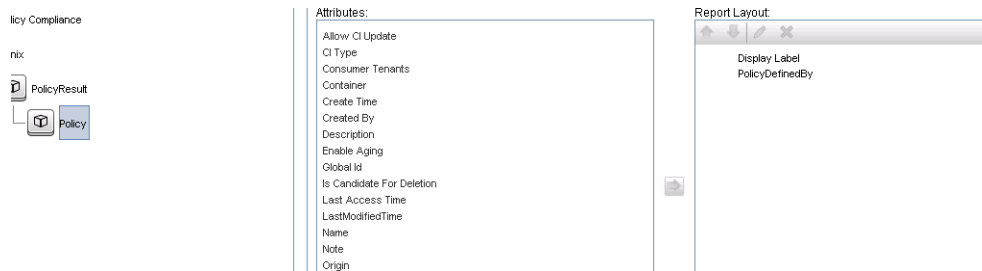 licy Compliance
nix
PolicyResult
Policy
Attributes:
Allow CI Update
CI Type
Consumer Tenants
Container
Create Time
Created By
Description
Enable Aging
Global Id
Is Candidate For Deletion
Last Access Time
LastModifiedTime
Name
Note
Origin
Report Layout:
Display Label
PolicyDefinedBy